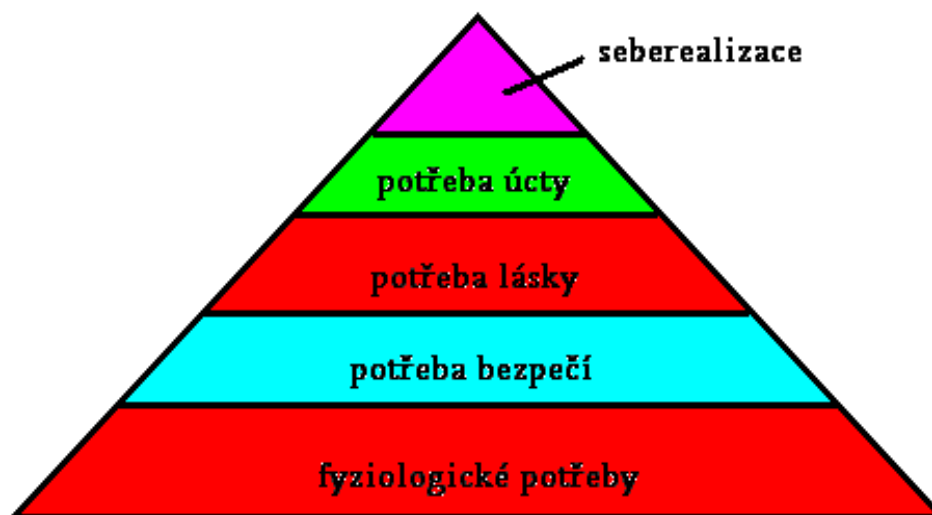 seberealizace
potřeba úcty
potřeba lásky
potřeba bezpečí
fyziologické potřeby